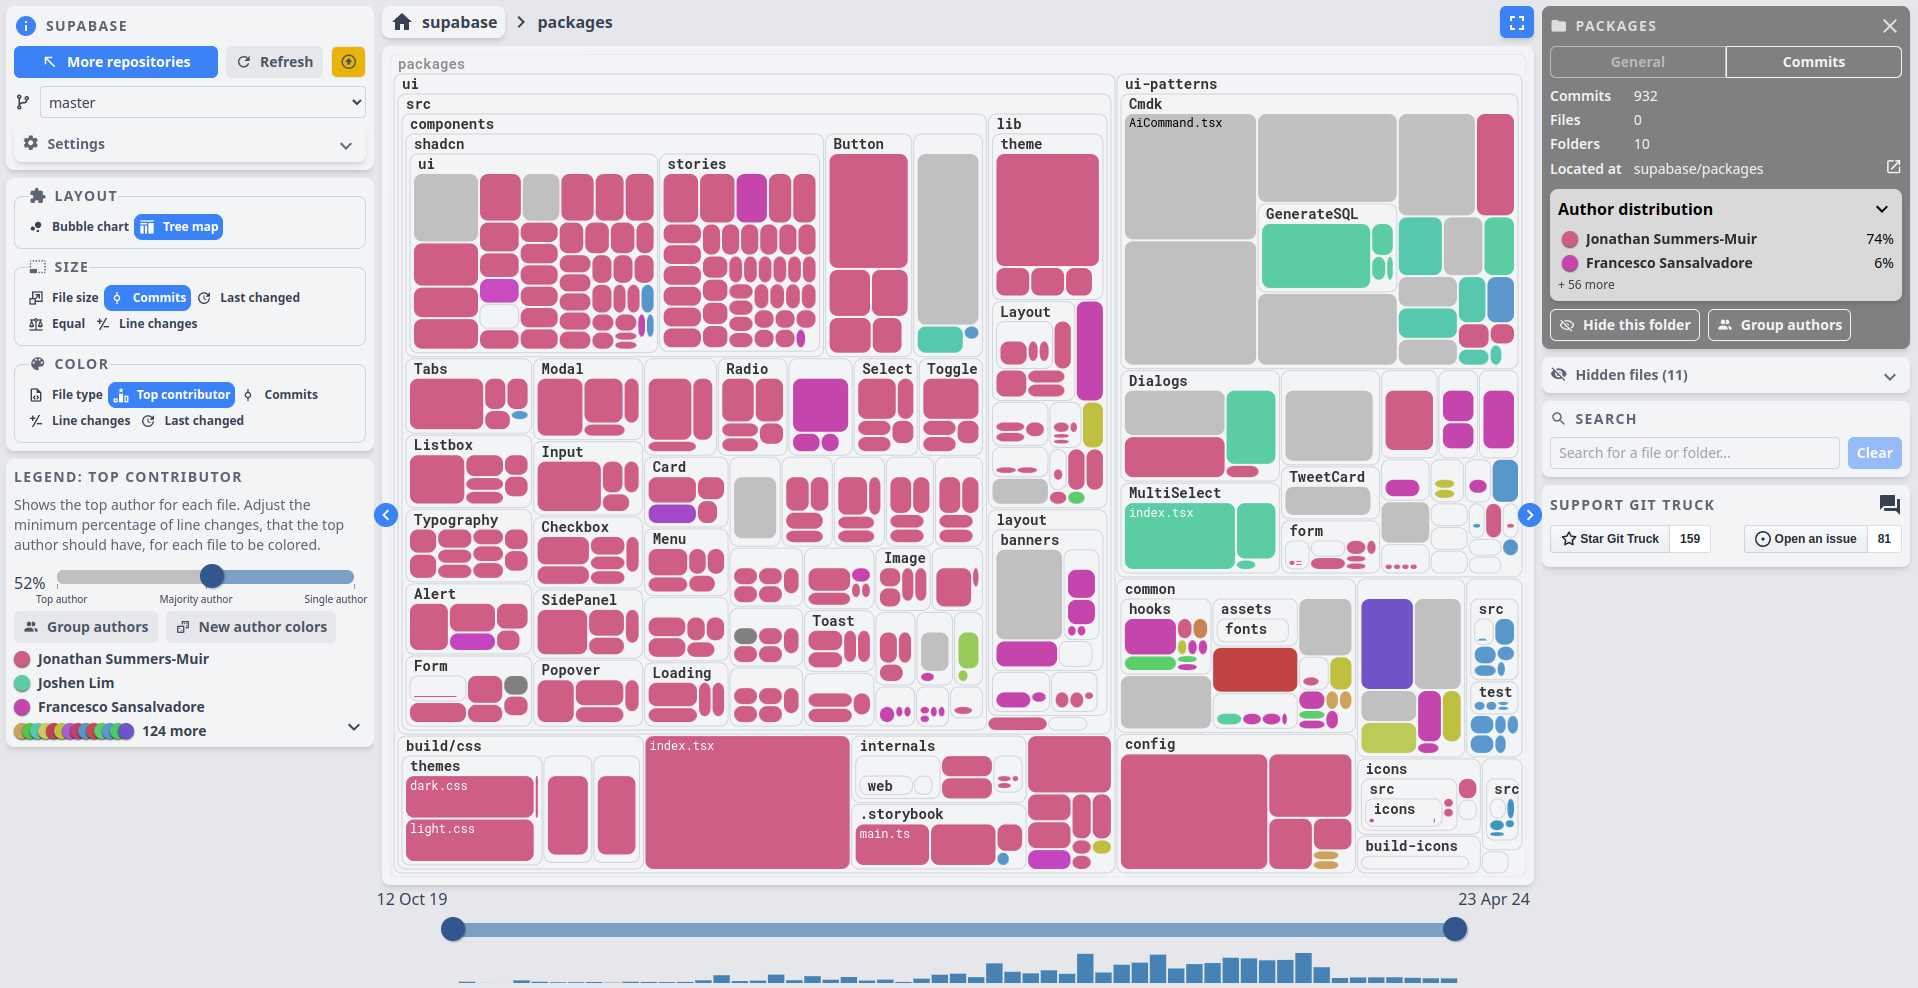 SUPABASE
More repositories
Refresh
master
Settings
LAYOUT
Bubble chart
Tree map
SIZE
File size
Commits
Last changed
Equal
Line changes
COLOR
File type
Top contributor
Commits
Line changes
Last changed
LEGEND: TOP CONTRIBUTOR
Shows the top author for each file. Adjust the
minimum percentage of line changes, that the top
author should have, for each file to be colored.
52%
Top author
Majority author
Single author
Group authors
New author colors
Jonathan Summers-Muir
Joshen Lim
Francesco Sansalvadore
124 more
supabase
packages
packages
ui
src
components
shadcn
ui
stories
Button
lib
theme
Layout
Tabs
Modal
Radio
Select
Toggle
Listbox
Input
Card
Typography
Checkbox
Menu
Image
layout
banners
Alert
SidePanel
Toast
Form
Popover
Loading
build/css
themes
dark.css
light.css
index.tsx
internals
web
.storybook
main.ts
ui-patterns
Cmdk
AiCommand.tsx
GenerateSQL
Dialogs
TweetCard
MultiSelect
index.tsx
form
common
hooks
assets
fonts
src
test
config
icons
src
icons
src
build-icons
12 Oct 19
23 Apr 24
PACKAGES
General
Commits
Commits 932
Files 0
Folders 10
Located at supabase/packages
Author distribution
Jonathan Summers-Muir 74%
Francesco Sansalvadore 6%
+ 56 more
Hide this folder
Group authors
Hidden files (11)
SEARCH
Search for a file or folder...
Clear
SUPPORT GIT TRUCK
Star Git Truck 159
Open an issue 81